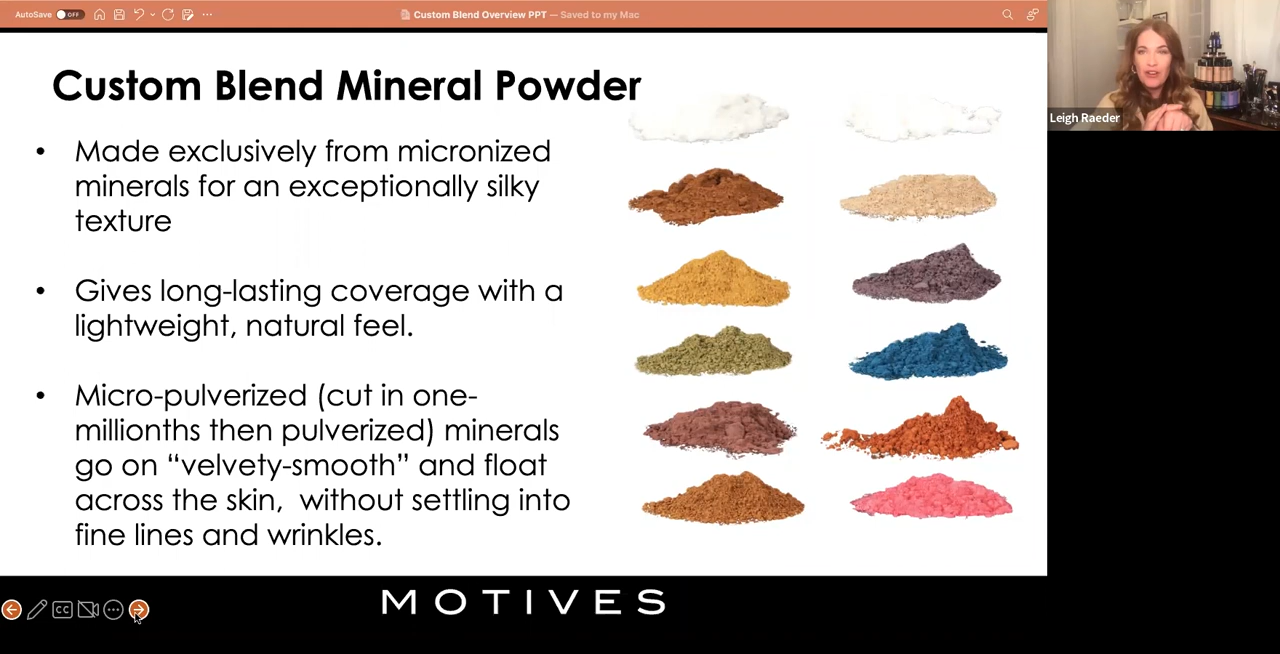 AutoSave OFF
Custom Blend Overview PPT — Saved to my Mac
Custom Blend Mineral Powder
• Made exclusively from micronized
minerals for an exceptionally silky
texture
• Gives long-lasting coverage with a
lightweight, natural feel.
• Micro-pulverized (cut in one-
millionths then pulverized) minerals
go on “velvety-smooth” and float
across the skin,  without settling into
fine lines and wrinkles.
Leigh Raeder
CC
MOTIVES